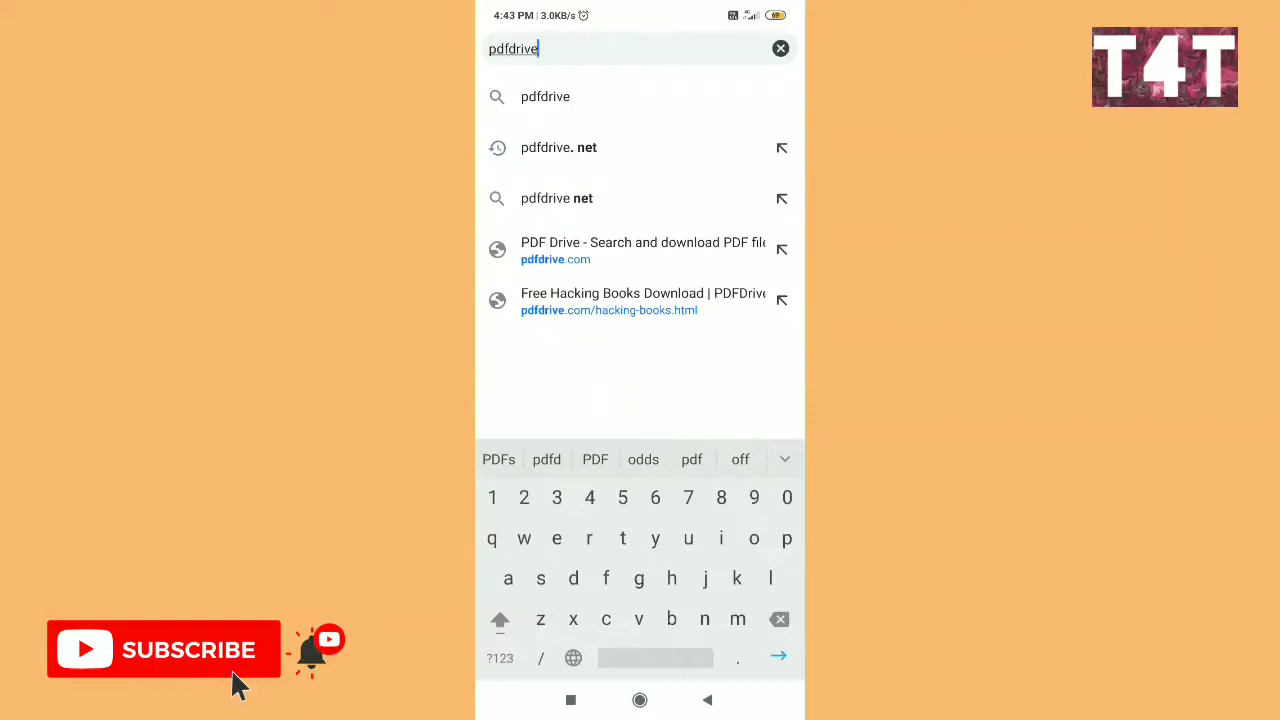 4:43 PM | 3.0KB/s
4G
69
T4T
pdfdrive
pdfdrive
pdfdrive. net
pdfdrive net
PDF Drive - Search and download PDF file
pdfdrive.com
Free Hacking Books Download | PDFDrive
pdfdrive.com/hacking-books.html
PDFs pdfd PDF odds pdf off
1 2 3 4 5 6 7 8 9 0
q w e r t y u i o p
a s d f g h j k l
z x c v b n m
?123 / .
SUBSCRIBE